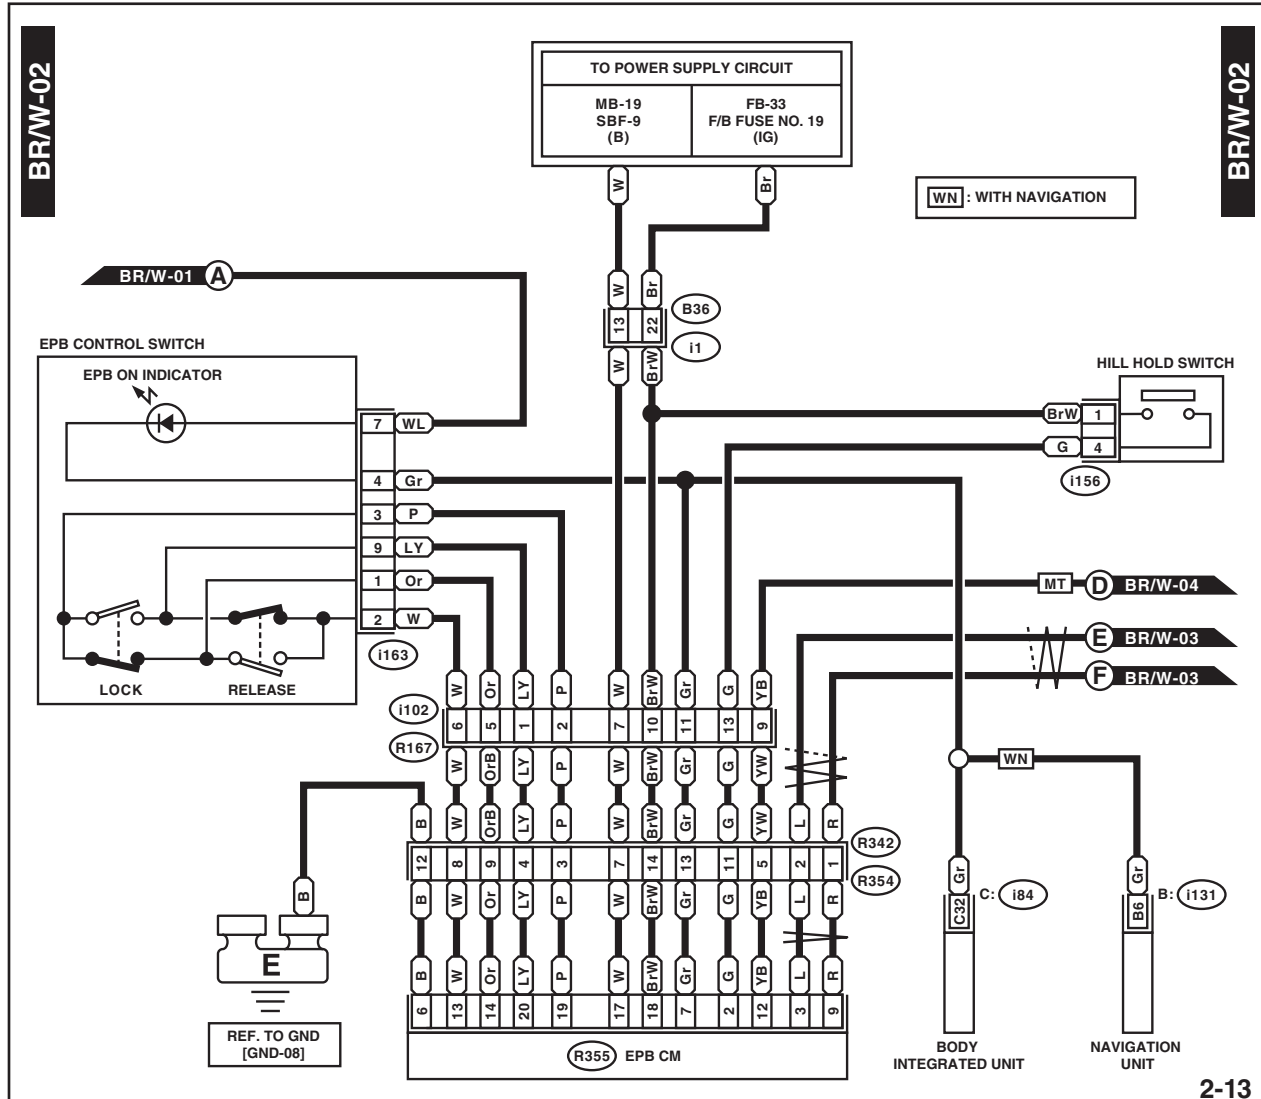 BR/W-02
BR/W-02
TO POWER SUPPLY CIRCUIT
MB-19
SBF-9
(B)
FB-33
F/B FUSE NO. 19
(IG)
W
Br
WN : WITH NAVIGATION
BR/W-01 A
W
Br
13
22
B36
i1
W
BrW
EPB CONTROL SWITCH
EPB ON INDICATOR
HILL HOLD SWITCH
BrW 1
G 4
i156
7 WL
4 Gr
3 P
9 LY
1 Or
2 W
i163
LOCK
RELEASE
MT D BR/W-04
E BR/W-03
F BR/W-03
W Or LY P W BrW Gr G YB
i102
6 5 1 2 7 10 11 13 9
R167
W OrB LY P W BrW Gr G YW
WN
B W OrB LY P W BrW Gr G YW L R
R342
12 8 9 4 3 7 14 13 11 5 2 1
R354
B W Or LY P W BrW Gr G YB L R
B
E
REF. TO GND
[GND-08]
B W Or LY P W BrW Gr G YB L R
6 13 14 20 19 17 18 7 2 12 3 9
R355 EPB CM
Gr
C32
C: i84
Gr
B6
B: i131
BODY
INTEGRATED UNIT
NAVIGATION
UNIT
2-13